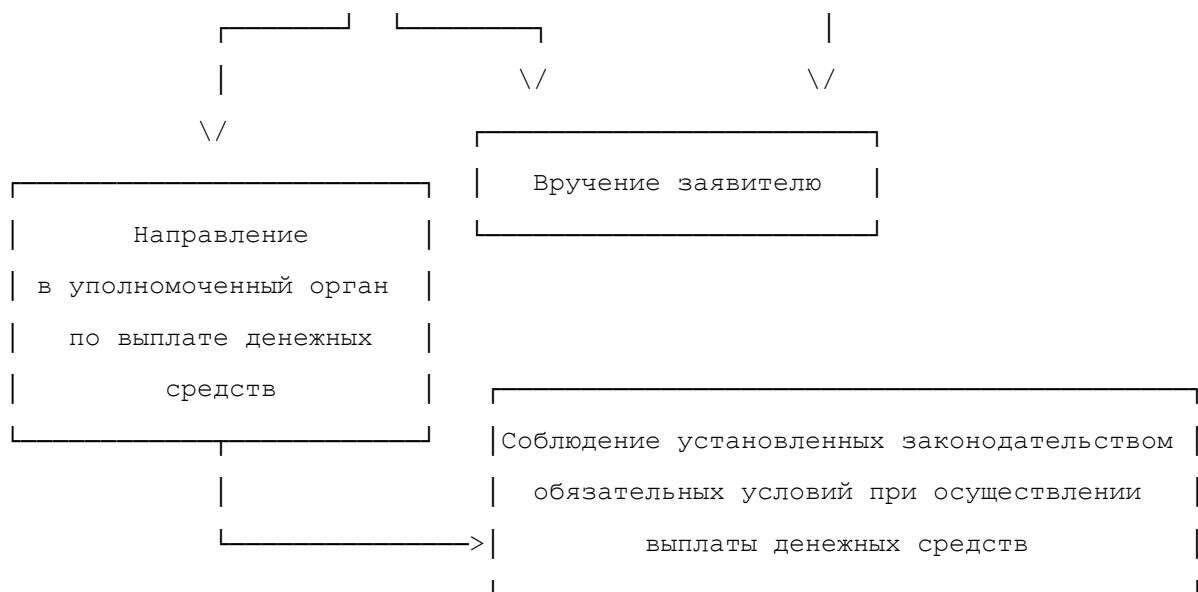 Вручение заявителю
Направление
в уполномоченный орган
по выплате денежных
средств
Соблюдение установленных законодательством
обязательных условий при осуществлении
выплаты денежных средств